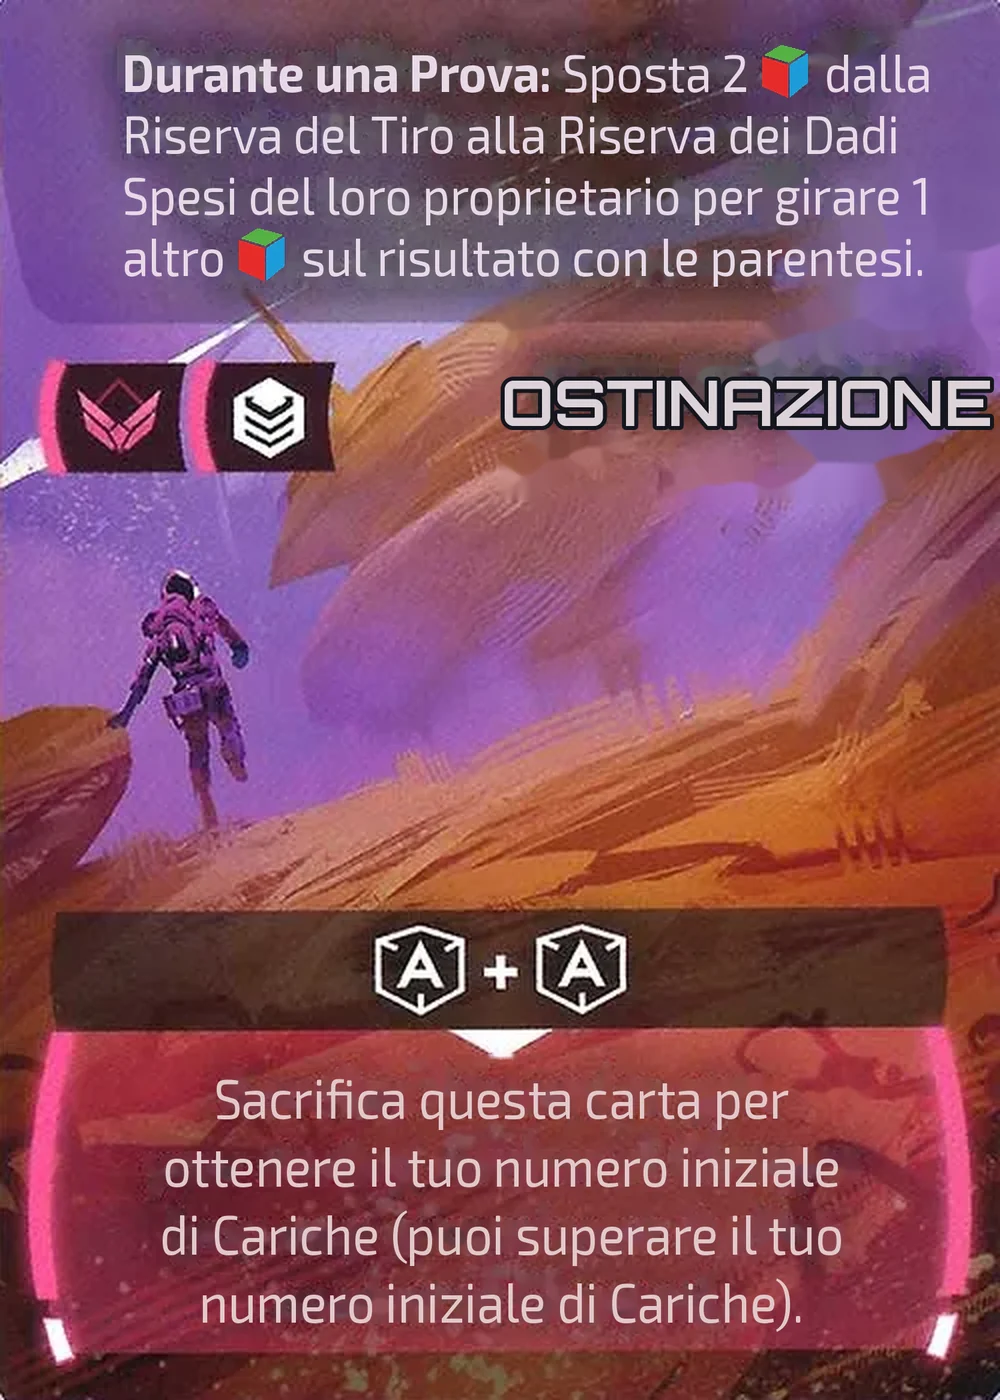 Durante una Prova: Sposta 2 dalla
Riserva del Tiro alla Riserva dei Dadi
Spesi del loro proprietario per girare 1
altro sul risultato con le parentesi.
OSTINAZIONE
A + A
Sacrifica questa carta per
ottenere il tuo numero iniziale
di Cariche (puoi superare il tuo
numero iniziale di Cariche).